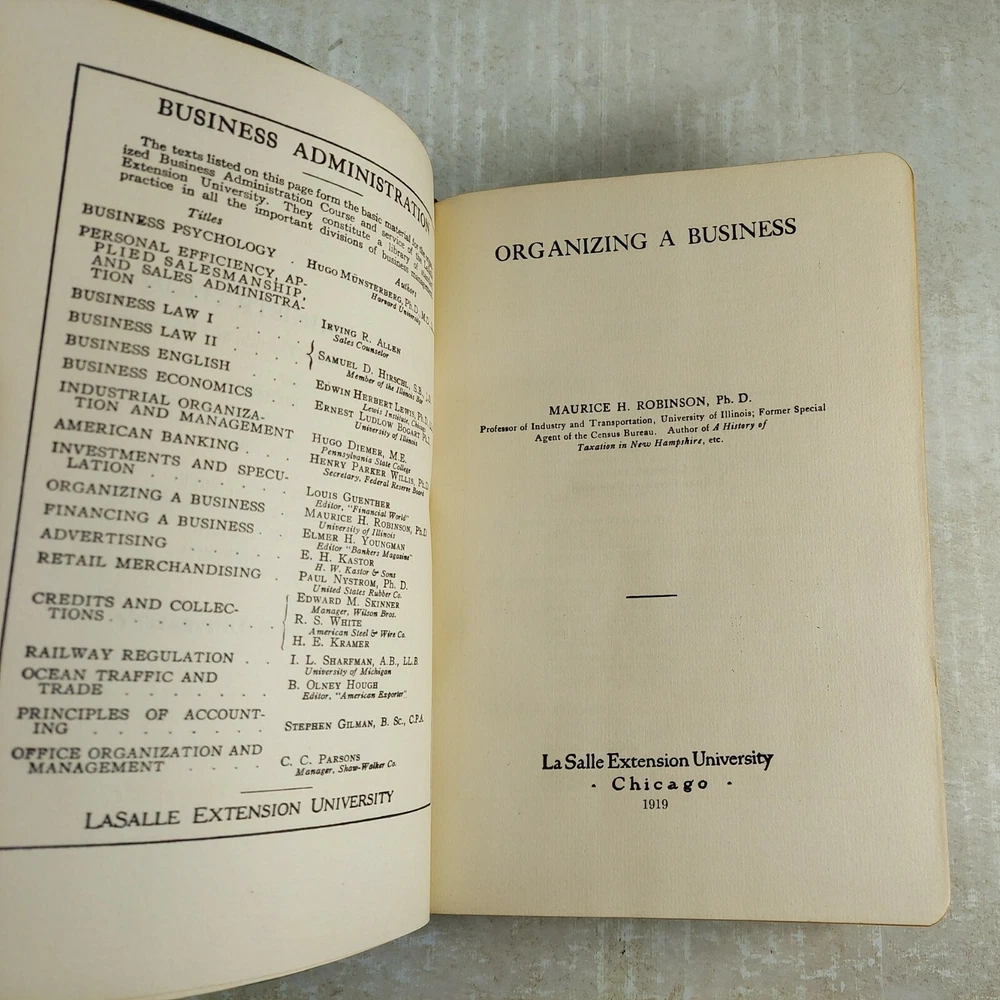 BUSINESS ADMINISTRATION
The texts listed on this page form the basic material for the
ized Business Administration Course and service of the
Extension University. They constitute a library of
practice in all the important divisions of business management.
Titles
Authors
BUSINESS PSYCHOLOGY . HUGO MÜNSTERBERG, Ph.D., M.D.,
Harvard University
PERSONAL EFFICIENCY, AP-
PLIED SALESMANSHIP,
AND SALES ADMINISTRA-
TION . . . . . . IRVING R. ALLEN
Sales Counselor
BUSINESS LAW I . . . .
BUSINESS LAW II . . . . { SAMUEL D. HIRSCHL, S.B.,
Member of the Illinois Bar
BUSINESS ENGLISH . . . EDWIN HERBERT LEWIS, Ph.D.,
Lewis Institute, Chicago
BUSINESS ECONOMICS . . ERNEST LUDLOW BOGART Ph.D.
University of Illinois
INDUSTRIAL ORGANIZA-
TION AND MANAGEMENT HUGO DIEMER, M.E.
Pennsylvania State College
AMERICAN BANKING . . . HENRY PARKER WILLIS, Ph.D.
Secretary, Federal Reserve Board
INVESTMENTS AND SPECU-
LATION . . . . . . LOUIS GUENTHER
Editor, "Financial World"
ORGANIZING A BUSINESS . MAURICE H. ROBINSON, Ph.D.
University of Illinois
FINANCING A BUSINESS . . ELMER H. YOUNGMAN
Editor "Bankers Magazine"
ADVERTISING . . . . . E. H. KASTOR
H. W. Kastor & Sons
RETAIL MERCHANDISING . PAUL NYSTROM, Ph. D.
United States Rubber Co.
CREDITS AND COLLEC-
TIONS . . . . . . { EDWARD M. SKINNER
Manager, Wilson Bros.
R. S. WHITE
American Steel & Wire Co.
H. E. KRAMER
RAILWAY REGULATION . . I. L. SHARFMAN, A.B., LL.B.
University of Michigan
OCEAN TRAFFIC AND
TRADE . . . . . . B. OLNEY HOUGH
Editor, "American Exporter"
PRINCIPLES OF ACCOUNT-
ING . . . . . . . STEPHEN GILMAN, B. Sc., C.P.A.
OFFICE ORGANIZATION AND
MANAGEMENT . . . . C. C. PARSONS
Manager, Shaw-Walker Co.
LASALLE EXTENSION UNIVERSITY
ORGANIZING A BUSINESS
MAURICE H. ROBINSON, Ph. D.
Professor of Industry and Transportation, University of Illinois; Former Special
Agent of the Census Bureau. Author of A History of
Taxation in New Hampshire, etc.
La Salle Extension University
· Chicago ·
1919